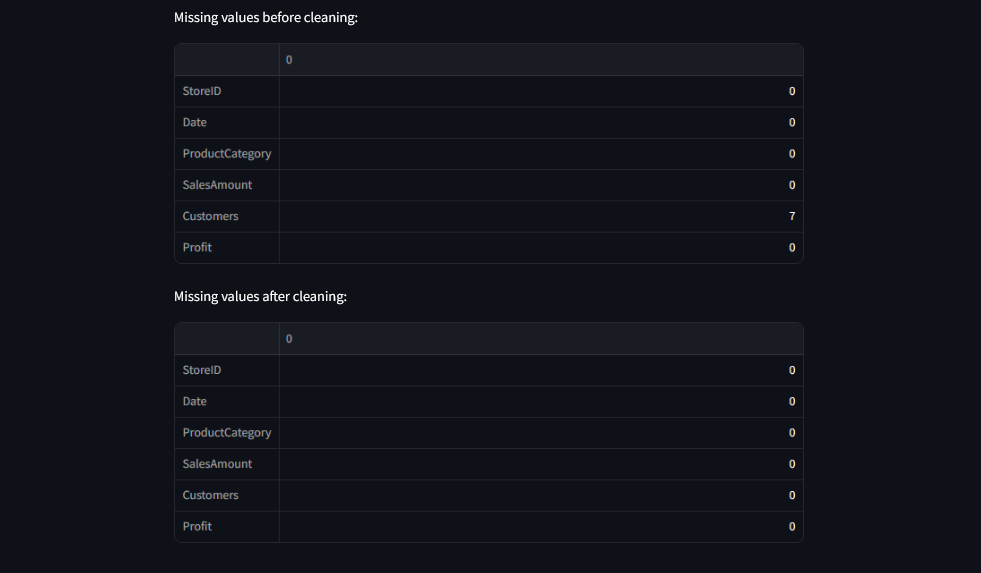 Missing values before cleaning:
0
StoreID 0
Date 0
ProductCategory 0
SalesAmount 0
Customers 7
Profit 0
Missing values after cleaning:
0
StoreID 0
Date 0
ProductCategory 0
SalesAmount 0
Customers 0
Profit 0